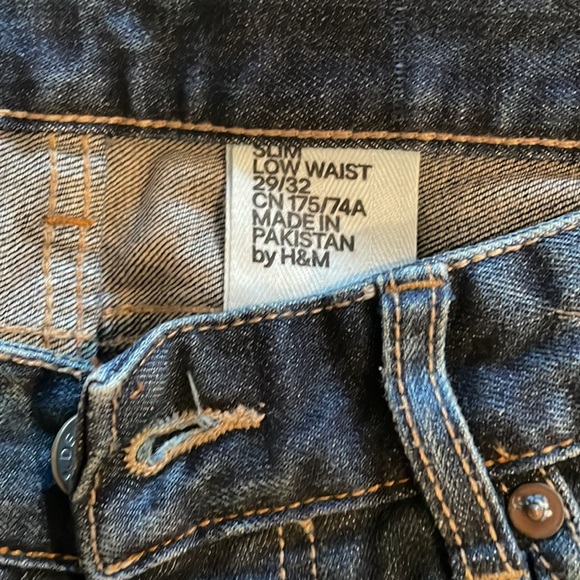 SLIM
LOW WAIST
29/32
CN 175/74A
MADE IN
PAKISTAN
by H&M